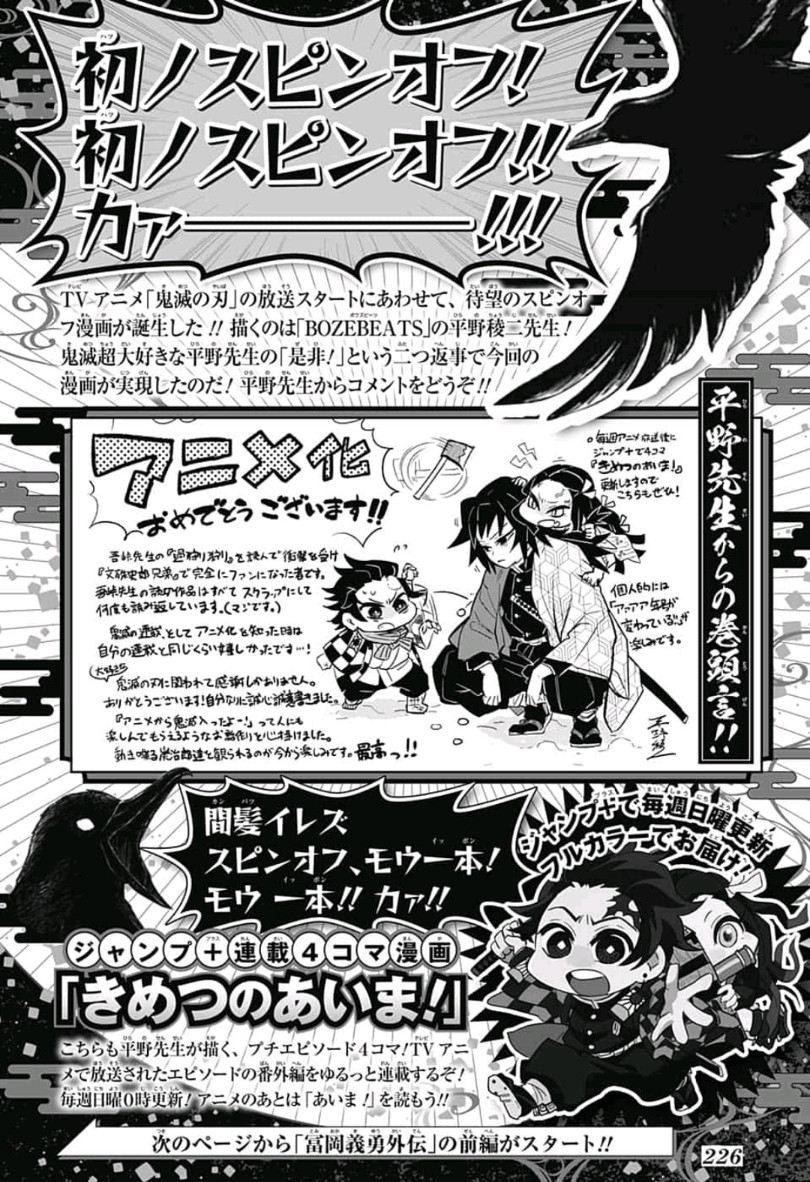 初ノスピンオフ!
初ノスピンオフ!!
カァ――――!!!
TVアニメ「鬼滅の刃」の放送スタートにあわせて、待望のスピンオ
フ漫画が誕生した!! 描くのは「BOZEBEATS」の平野稜二先生!
鬼滅超大好きな平野先生の「是非!」という二つ返事で今回の
漫画が実現したのだ! 平野先生からコメントをどうぞ!!
平野先生からの巻頭言!!
アニメ化
おめでとうございます!!
吾峠先生の『過狩り狩り』を読んで衝撃を受け
『文殊史郎兄弟』で完全にファンになった者です。
吾峠先生の読切作品はすべてスクラップにして
何度も読み返しています。(マジです。)
鬼滅の連載、そしてアニメ化を知った時は
自分の連載と同じくらい嬉しかったです…!
大好きな
鬼滅の刃に関われて感謝しかありません。
ありがとうございます!自分なりに誠心誠意書きました。
『アニメから鬼滅入ったよー!』って人にも
楽しんでもらえるようなお話作りを心掛けました。
動き喋る炭治郎達を観られるのが今から楽しみです。最高っ!!
毎週アニメ放送後に
ジャンプ+で4コマ
『きめつのあいま!』
更新しますので
こちらもぜひ!
個人的には
「アァアア年号が
変わっている!!」が
楽しみです。
間髪イレズ
スピンオフ、モウ一本!
モウ一本!! カァ!!
ジャンプ+で毎週日曜更新
フルカラーでお届け!
ジャンプ+連載4コマ漫画
「きめつのあいま!」
こちらも平野先生が描く、プチエピソード4コマ!TVアニ
メで放送されたエピソードの番外編をゆるっと連載するぞ!
毎週日曜0時更新! アニメのあとは「あいま!」を読もう!!
次のページから「冨岡義勇外伝」の前編がスタート!!
226